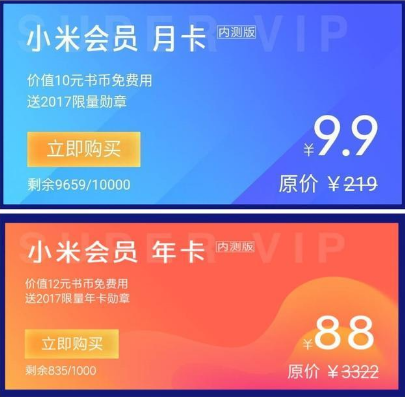 SUPER VIP
小米会员 月卡 内测版
价值10元书币免费用
送2017限量勋章
立即购买
¥9.9
剩余9659/10000
原价 ¥219
SUPER VIP
小米会员 年卡 内测版
价值12元书币免费用
送2017限量年卡勋章
立即购买
¥88
剩余835/1000
原价 ¥3322